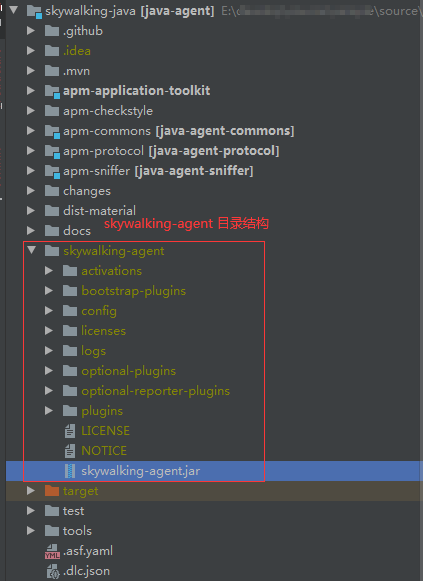 skywalking-java [java-agent] E:\ \source\
.github
.idea
.mvn
apm-application-toolkit
apm-checkstyle
apm-commons [java-agent-commons]
apm-protocol [java-agent-protocol]
apm-sniffer [java-agent-sniffer]
changes
dist-material
skywalking-agent 目录结构
docs
skywalking-agent
activations
bootstrap-plugins
config
licenses
logs
optional-plugins
optional-reporter-plugins
plugins
LICENSE
NOTICE
skywalking-agent.jar
target
test
tools
.asf.yaml
.dlc.json